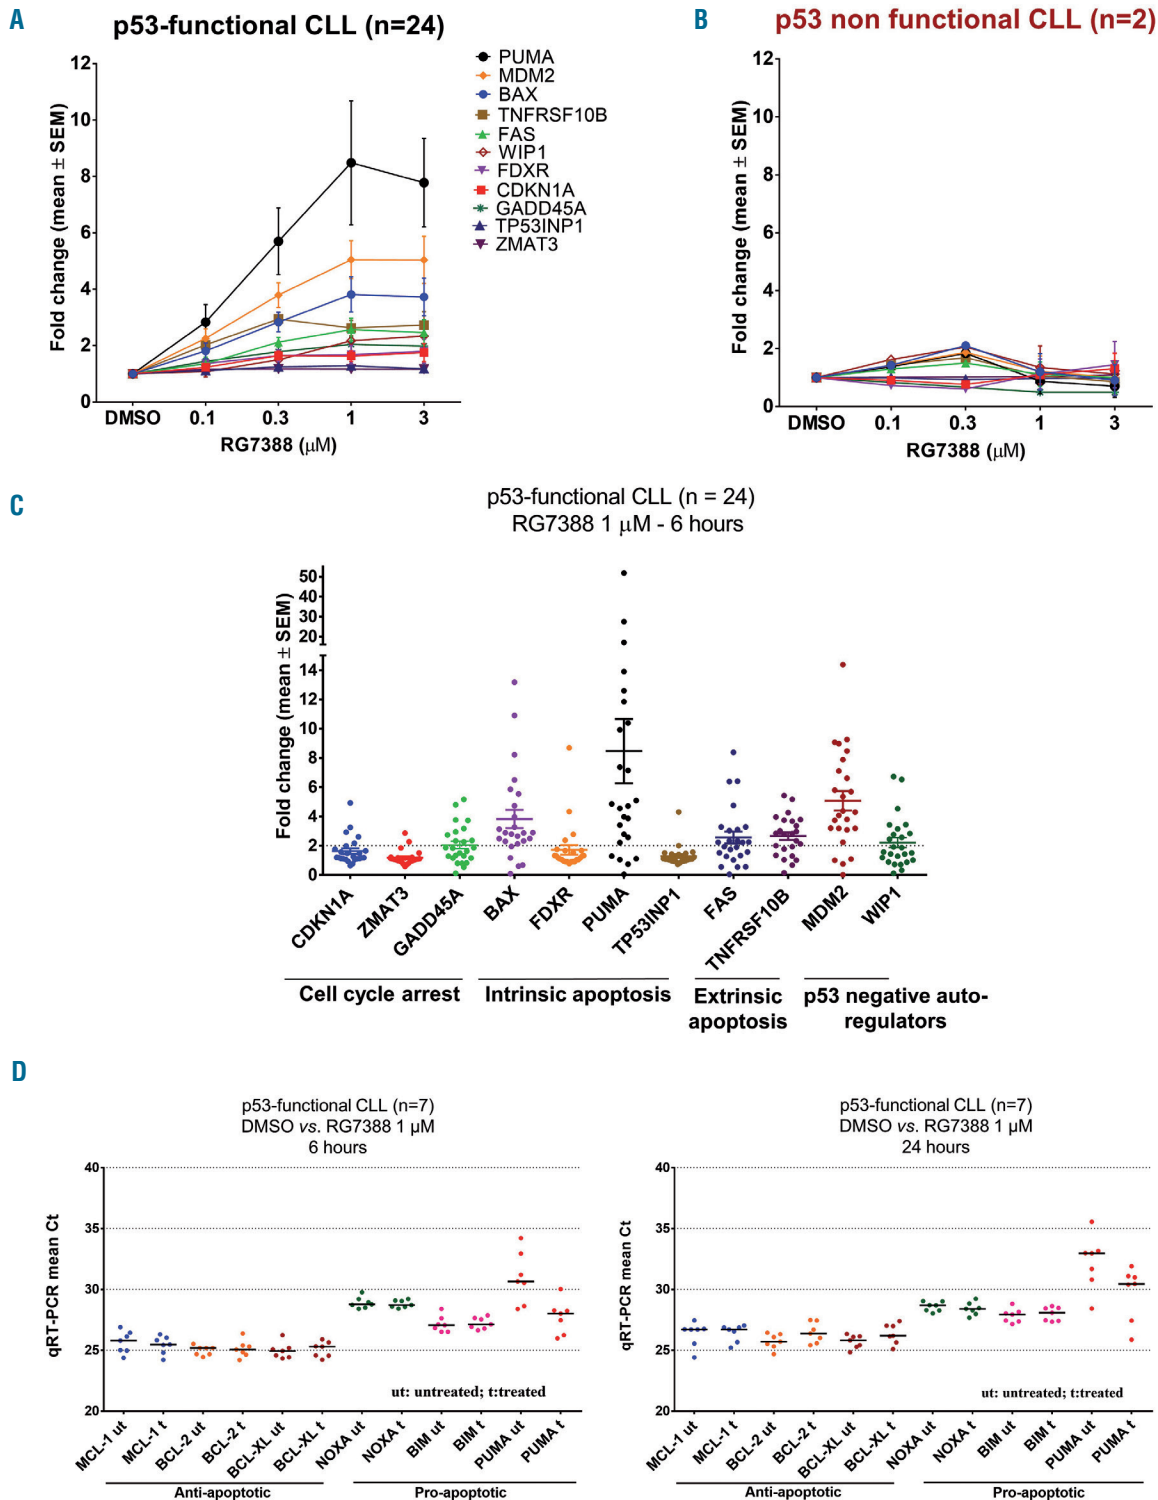 A
p53-functional CLL (n=24)
12
10
8
6
4
2
0
Fold change (mean ± SEM)
DMSO 0.1 0.3 1 3
RG7388 (μM)
PUMA
MDM2
BAX
TNFRSF10B
FAS
WIP1
FDXR
CDKN1A
GADD45A
TP53INP1
ZMAT3
B
p53 non functional CLL (n=2)
12
10
8
6
4
2
0
Fold change (mean ± SEM)
DMSO 0.1 0.3 1 3
RG7388 (μM)
C
p53-functional CLL (n = 24)
RG7388 1 μM - 6 hours
50
40
30
20
14
10
8
6
4
2
0
Fold change (mean ± SEM)
CDKN1A
ZMAT3
GADD45A
BAX
FDXR
PUMA
TP53INP1
FAS
TNFRSF10B
MDM2
WIP1
Cell cycle arrest
Intrinsic apoptosis
Extrinsic
apoptosis
p53 negative auto-
regulators
D
p53-functional CLL (n=7)
DMSO vs. RG7388 1 μM
6 hours
40
35
30
25
20
qRT-PCR mean Ct
ut: untreated; t:treated
MCL-1 ut
MCL-1 t
BCL-2 ut
BCL-2 t
BCL-XL ut
BCL-XL t
NOXA ut
NOXA t
BIM ut
BIM t
PUMA ut
PUMA t
Anti-apoptotic
Pro-apoptotic
p53-functional CLL (n=7)
DMSO vs. RG7388 1 μM
24 hours
40
35
30
25
20
qRT-PCR mean Ct
ut: untreated; t:treated
MCL-1 ut
MCL-1 t
BCL-2 ut
BCL-2 t
BCL-XL ut
BCL-XL t
NOXA ut
NOXA t
BIM ut
BIM t
PUMA ut
PUMA t
Anti-apoptotic
Pro-apoptotic